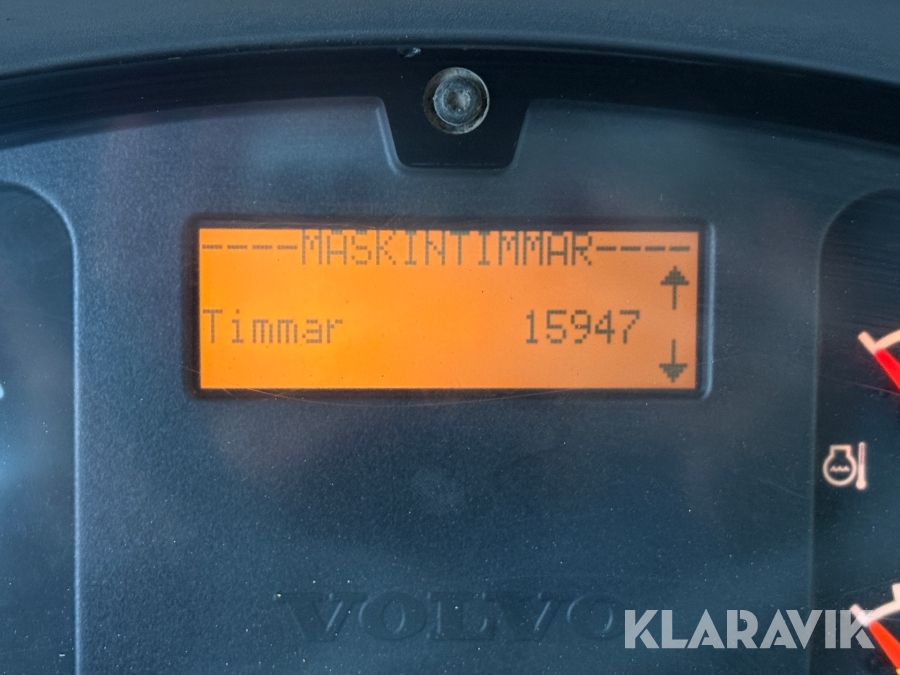 ----MASKINTIMMAR----
Timmar 15947
VOLVO
KLARAVIK